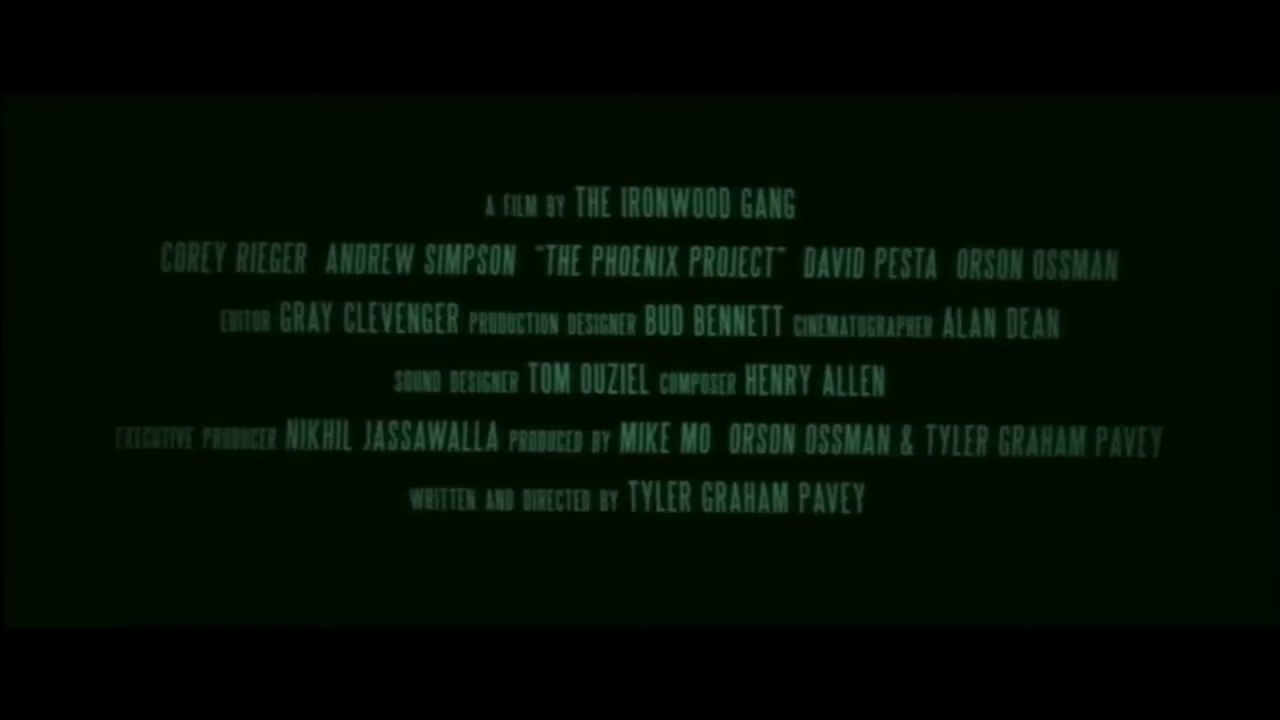 A FILM BY THE IRONWOOD GANG
COREY RIEGER ANDREW SIMPSON "THE PHOENIX PROJECT" DAVID PESTA ORSON OSSMAN
EDITOR GRAY CLEVENGER PRODUCTION DESIGNER BUD BENNETT CINEMATOGRAPHER ALAN DEAN
SOUND DESIGNER TOM OUZIEL COMPOSER HENRY ALLEN
EXECUTIVE PRODUCER NIKHIL JASSAWALLA PRODUCED BY MIKE MO ORSON OSSMAN & TYLER GRAHAM PAVEY
WRITTEN AND DIRECTED BY TYLER GRAHAM PAVEY